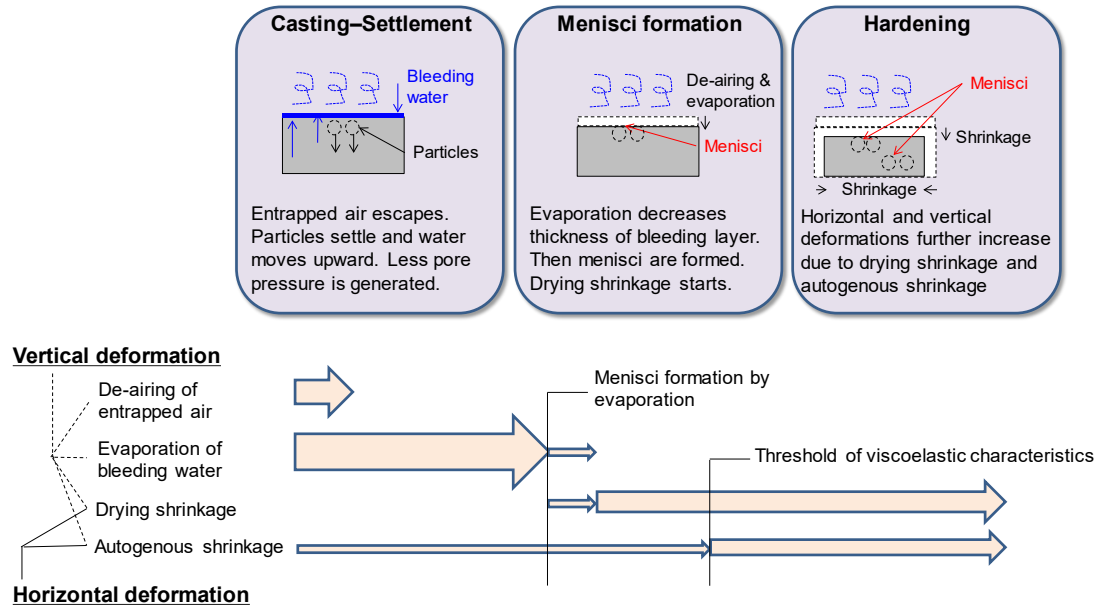 Casting–Settlement
Bleeding
water
Particles
Entrapped air escapes.
Particles settle and water
moves upward. Less pore
pressure is generated.
Menisci formation
De-airing &
evaporation
Menisci
Evaporation decreases
thickness of bleeding layer.
Then menisci are formed.
Drying shrinkage starts.
Hardening
Menisci
Shrinkage
Shrinkage
Horizontal and vertical
deformations further increase
due to drying shrinkage and
autogenous shrinkage
Vertical deformation
De-airing of
entrapped air
Evaporation of
bleeding water
Drying shrinkage
Autogenous shrinkage
Horizontal deformation
Menisci formation by
evaporation
Threshold of viscoelastic characteristics